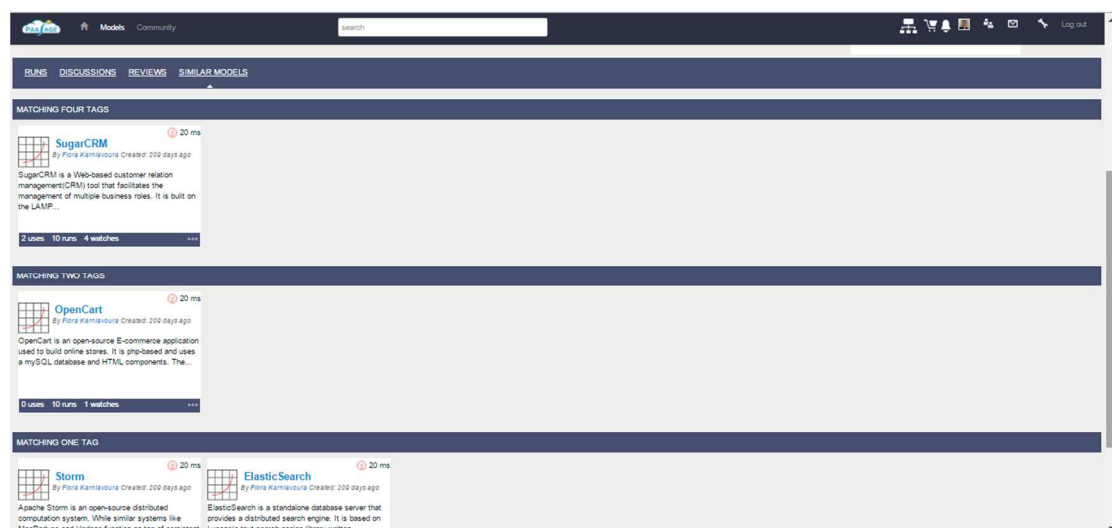 PAASAGE
Models Community
search
Log out
RUNS DISCUSSIONS REVIEWS SIMILAR MODELS
MATCHING FOUR TAGS
20 ms
SugarCRM
By Flora Karniavoura Created: 209 days ago
SugarCRM is a Web-based customer relation
management(CRM) tool that facilitates the
management of multiple business roles. It is built on
the LAMP...
2 uses 10 runs 4 watches
MATCHING TWO TAGS
20 ms
OpenCart
By Flora Karniavoura Created: 209 days ago
OpenCart is an open-source E-commerce application
used to build online stores. It is php-based and uses
a mySQL database and HTML components. The...
0 uses 10 runs 1 watches
MATCHING ONE TAG
20 ms
Storm
By Flora Karniavoura Created: 209 days ago
Apache Storm is an open-source distributed
computation system. While similar systems like
20 ms
ElasticSearch
By Flora Karniavoura Created: 209 days ago
ElasticSearch is a standalone database server that
provides a distributed search engine. It is based on